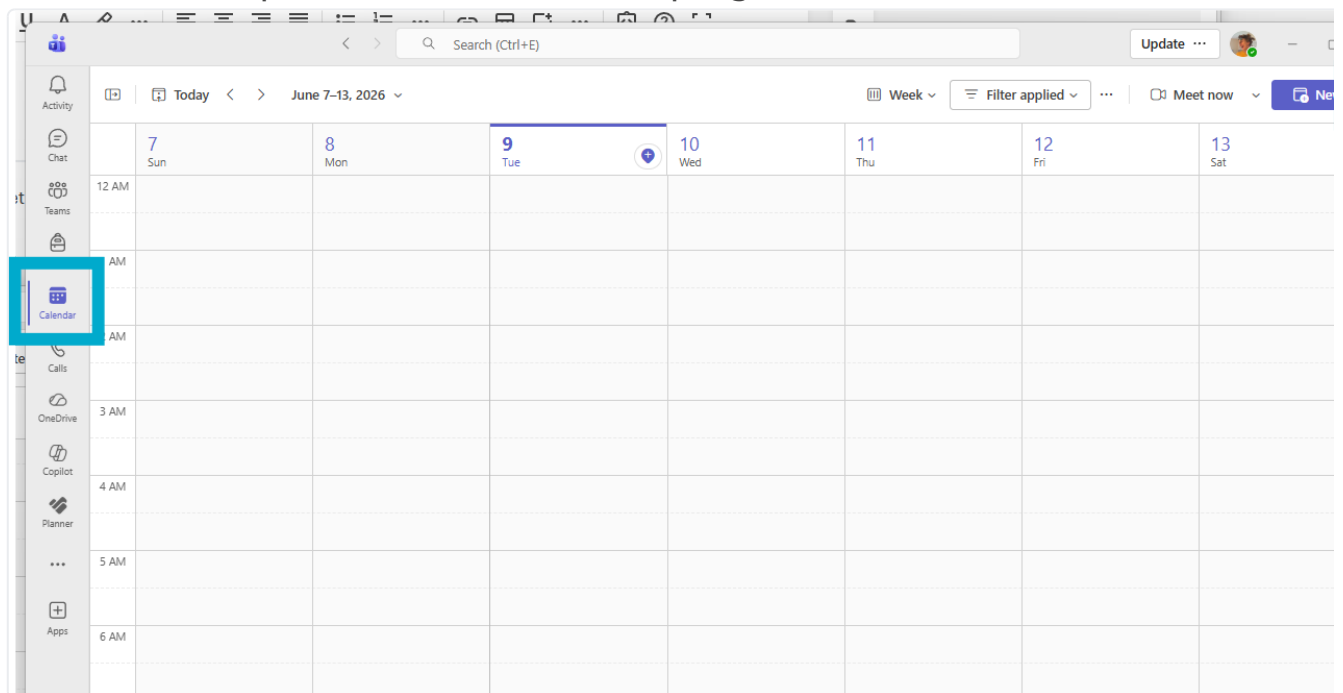 Search (Ctrl+E)
Update
Activity
Today
June 7–13, 2026
Week
Filter applied
Meet now
Chat
7
Sun
8
Mon
9
Tue
10
Wed
11
Thu
12
Fri
13
Sat
Teams
12 AM
AM
Calendar
AM
Calls
OneDrive
3 AM
Copilot
4 AM
Planner
5 AM
Apps
6 AM